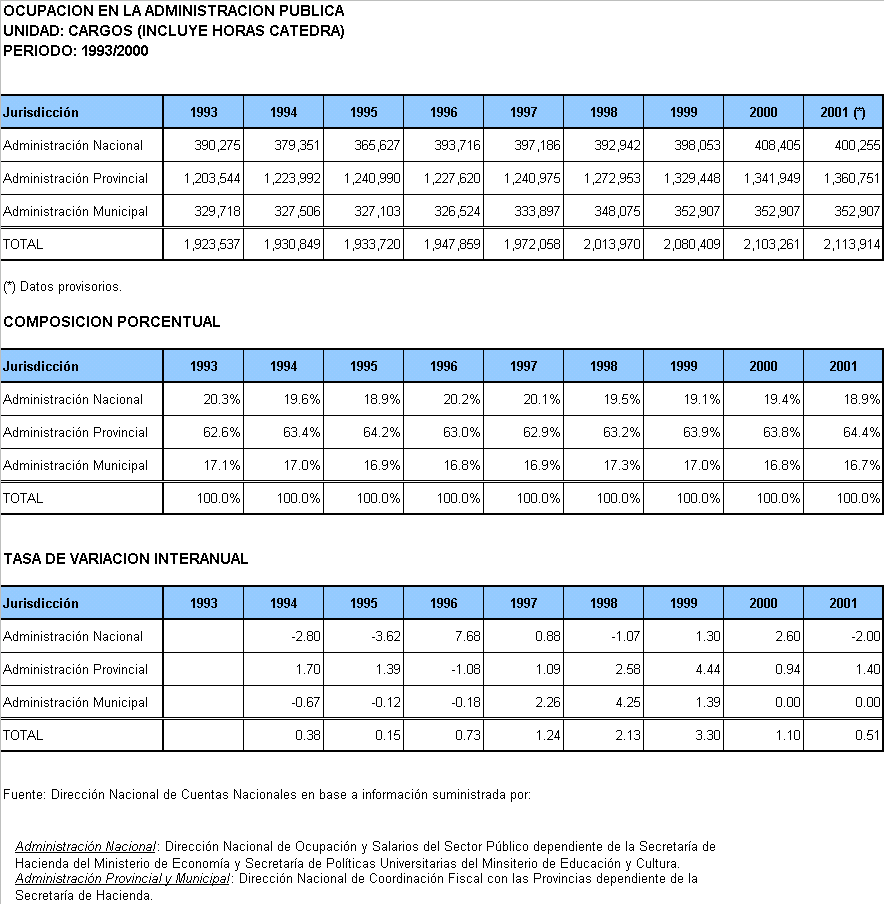 OCUPACION EN LA ADMINISTRACION PUBLICA
UNIDAD: CARGOS (INCLUYE HORAS CATEDRA)
PERIODO: 1993/2000
Jurisdicción 1993 1994 1995 1996 1997 1998 1999 2000 2001 (*)
Administración Nacional 390,275 379,351 365,627 393,716 397,186 392,942 398,053 408,405 400,255
Administración Provincial 1,203,544 1,223,992 1,240,990 1,227,620 1,240,975 1,272,953 1,329,448 1,341,949 1,360,751
Administración Municipal 329,718 327,506 327,103 326,524 333,897 348,075 352,907 352,907 352,907
TOTAL 1,923,537 1,930,849 1,933,720 1,947,859 1,972,058 2,013,970 2,080,409 2,103,261 2,113,914
(*) Datos provisorios.
COMPOSICION PORCENTUAL
Jurisdicción 1993 1994 1995 1996 1997 1998 1999 2000 2001
Administración Nacional 20.3% 19.6% 18.9% 20.2% 20.1% 19.5% 19.1% 19.4% 18.9%
Administración Provincial 62.6% 63.4% 64.2% 63.0% 62.9% 63.2% 63.9% 63.8% 64.4%
Administración Municipal 17.1% 17.0% 16.9% 16.8% 16.9% 17.3% 17.0% 16.8% 16.7%
TOTAL 100.0% 100.0% 100.0% 100.0% 100.0% 100.0% 100.0% 100.0% 100.0%
TASA DE VARIACION INTERANUAL
Jurisdicción 1993 1994 1995 1996 1997 1998 1999 2000 2001
Administración Nacional -2.80 -3.62 7.68 0.88 -1.07 1.30 2.60 -2.00
Administración Provincial 1.70 1.39 -1.08 1.09 2.58 4.44 0.94 1.40
Administración Municipal -0.67 -0.12 -0.18 2.26 4.25 1.39 0.00 0.00
TOTAL 0.38 0.15 0.73 1.24 2.13 3.30 1.10 0.51
Fuente: Dirección Nacional de Cuentas Nacionales en base a información suministrada por:
Administración Nacional: Dirección Nacional de Ocupación y Salarios del Sector Público dependiente de la Secretaría de
Hacienda del Ministerio de Economía y Secretaría de Políticas Universitarias del Minsiterio de Educación y Cultura.
Administración Provincial y Municipal: Dirección Nacional de Coordinación Fiscal con las Provincias dependiente de la
Secretaría de Hacienda.